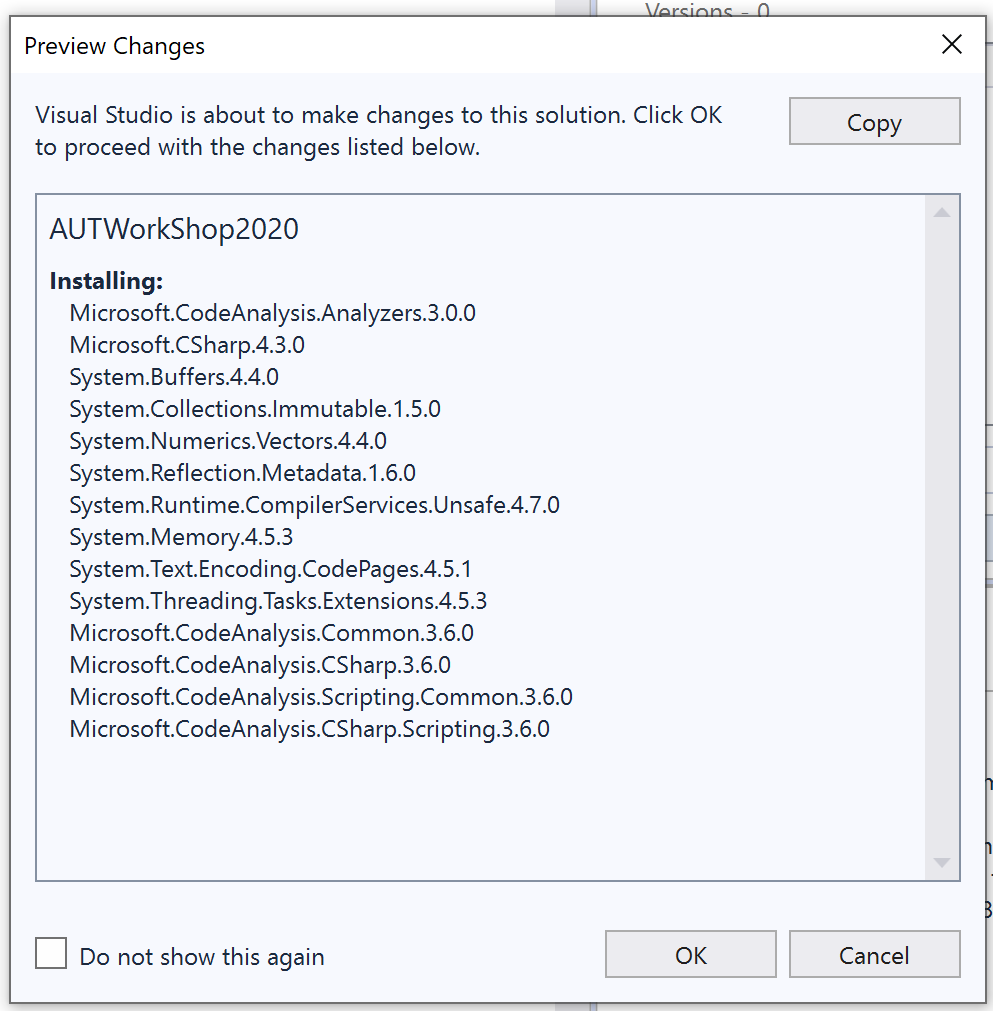 Versions - 0
Preview Changes
Visual Studio is about to make changes to this solution. Click OK
to proceed with the changes listed below.
Copy
AUTWorkShop2020
Installing:
Microsoft.CodeAnalysis.Analyzers.3.0.0
Microsoft.CSharp.4.3.0
System.Buffers.4.4.0
System.Collections.Immutable.1.5.0
System.Numerics.Vectors.4.4.0
System.Reflection.Metadata.1.6.0
System.Runtime.CompilerServices.Unsafe.4.7.0
System.Memory.4.5.3
System.Text.Encoding.CodePages.4.5.1
System.Threading.Tasks.Extensions.4.5.3
Microsoft.CodeAnalysis.Common.3.6.0
Microsoft.CodeAnalysis.CSharp.3.6.0
Microsoft.CodeAnalysis.Scripting.Common.3.6.0
Microsoft.CodeAnalysis.CSharp.Scripting.3.6.0
Do not show this again
OK
Cancel